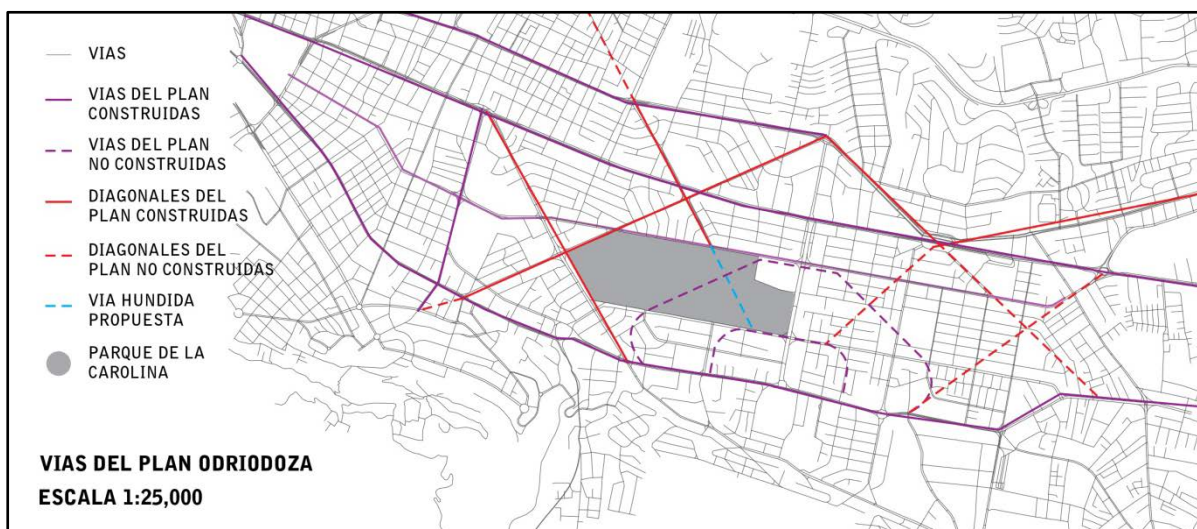 VIAS
VIAS DEL PLAN
CONSTRUIDAS
VIAS DEL PLAN
NO CONSTRUIDAS
DIAGONALES DEL
PLAN CONSTRUIDAS
DIAGONALES DEL
PLAN NO CONSTRUIDAS
VIA HUNDIDA
PROPUESTA
PARQUE DE LA
CAROLINA
VIAS DEL PLAN ODRIODOZA
ESCALA 1:25,000